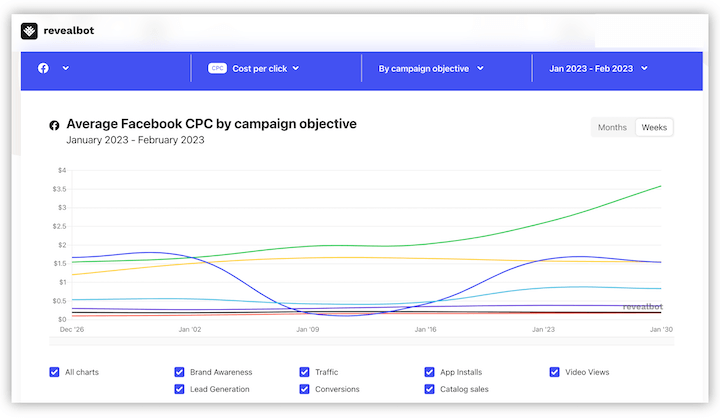 revealbot
CPC Cost per click By campaign objective Jan 2023 - Feb 2023
Average Facebook CPC by campaign objective
January 2023 - February 2023
Months Weeks
$4
$3.5
$3
$2.5
$2
$1.5
$1
$0.5
$0
revealbot
Dec '26 Jan '02 Jan '09 Jan '16 Jan '23 Jan '30
All charts Brand Awareness Traffic App Installs Video Views
Lead Generation Conversions Catalog sales